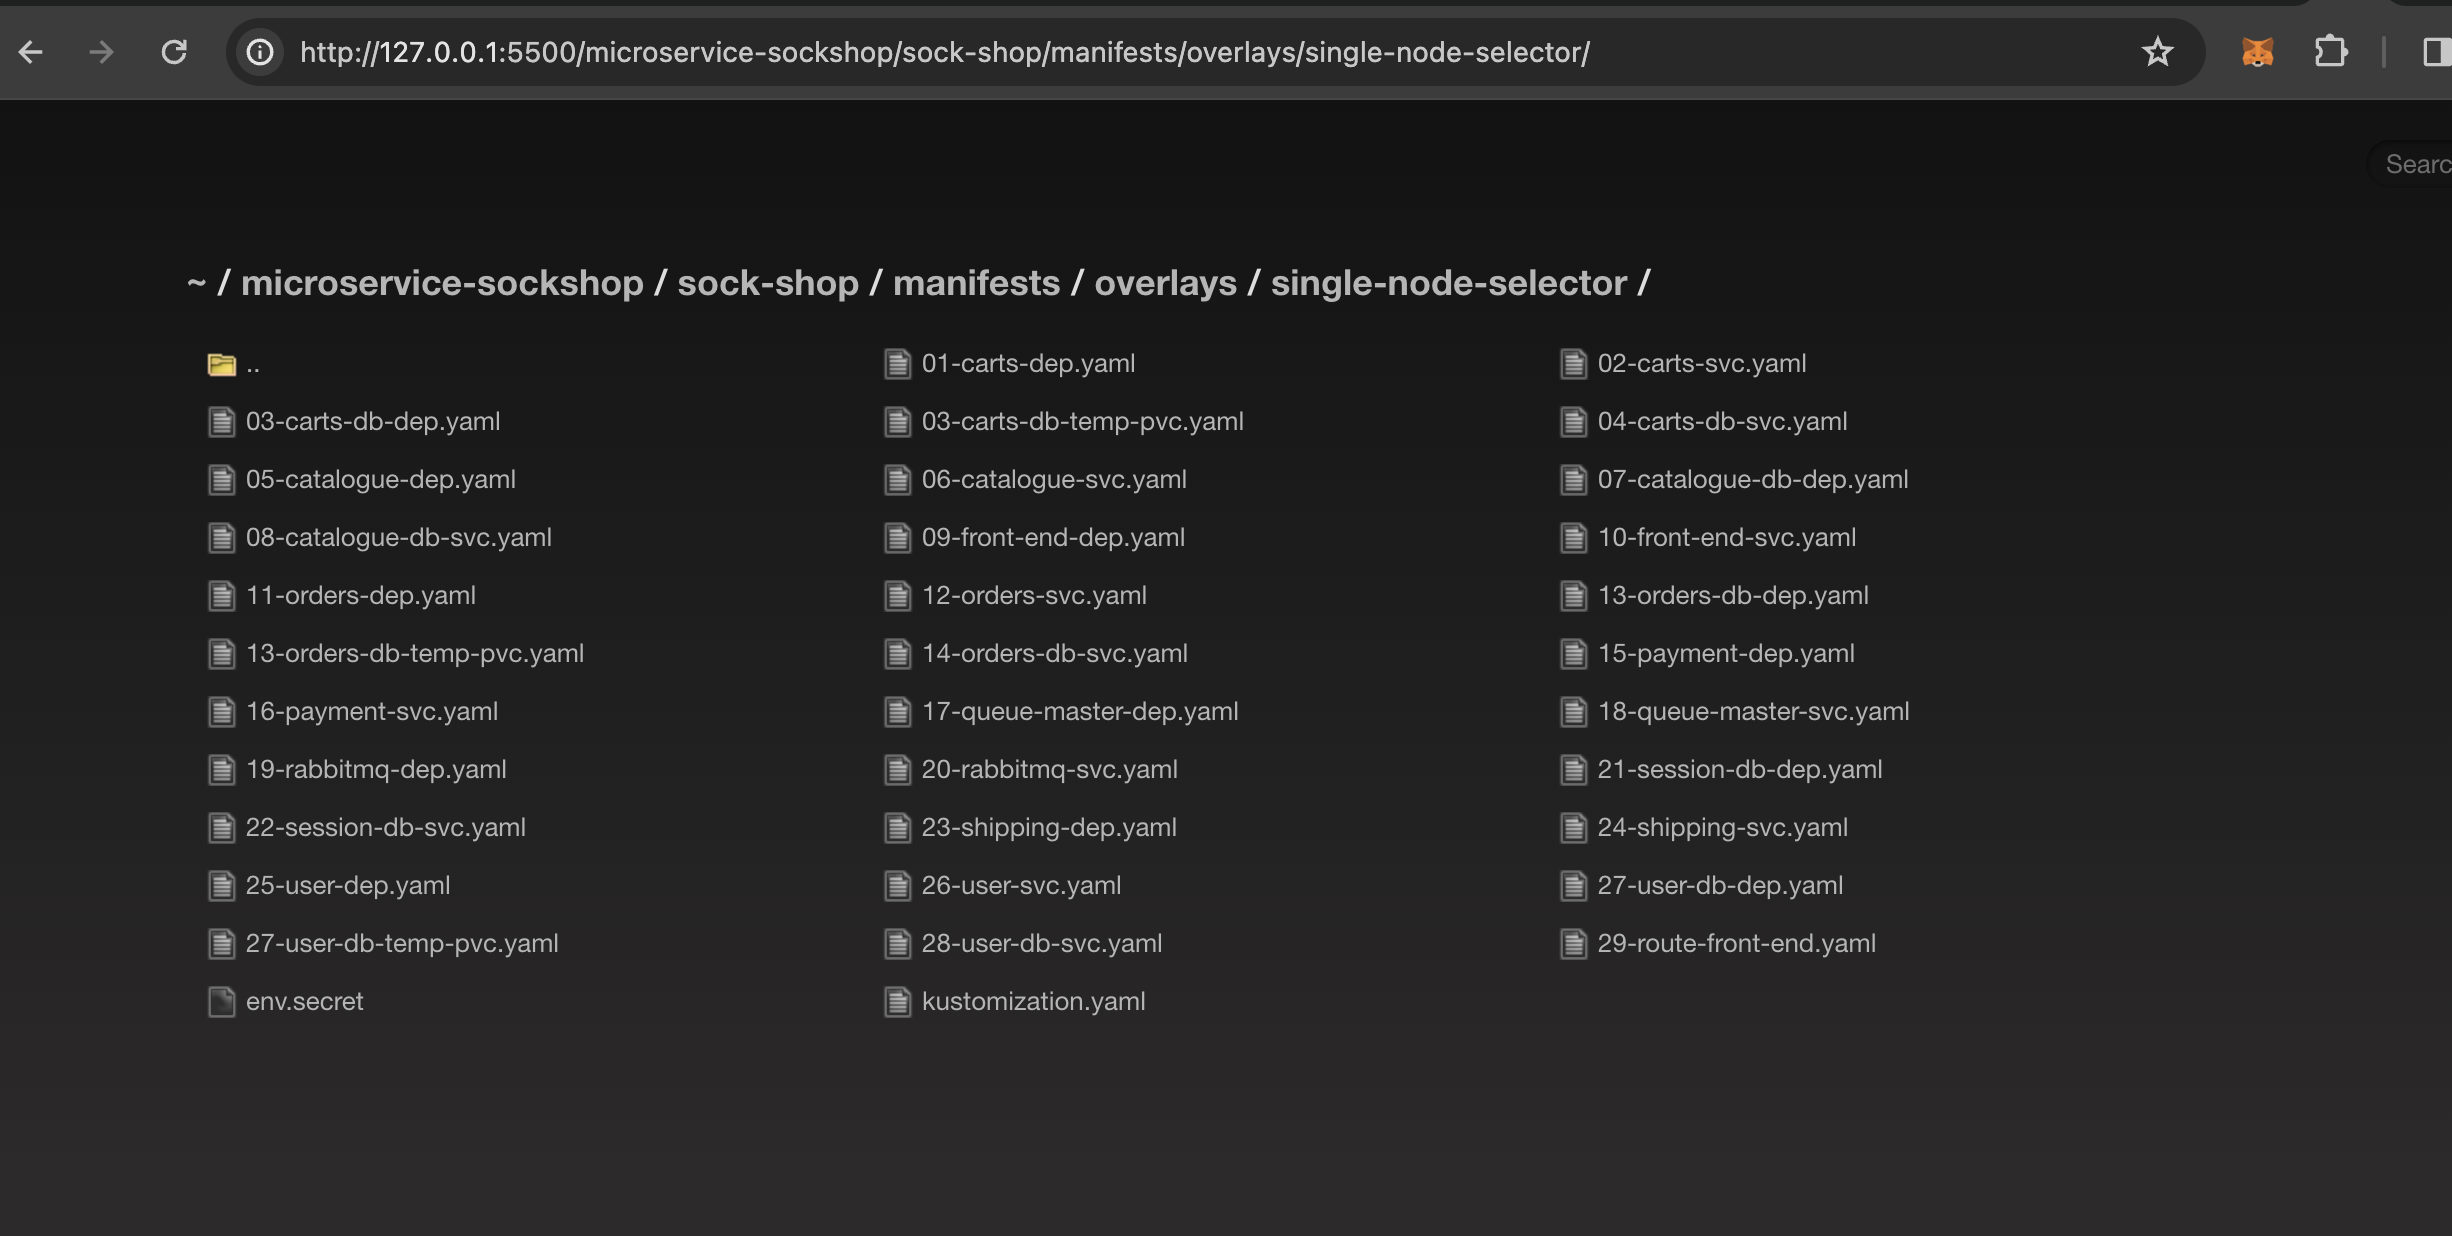 http://127.0.0.1:5500/microservice-sockshop/sock-shop/manifests/overlays/single-node-selector/
Searc
~ / microservice-sockshop / sock-shop / manifests / overlays / single-node-selector /
.. 01-carts-dep.yaml 02-carts-svc.yaml
03-carts-db-dep.yaml 03-carts-db-temp-pvc.yaml 04-carts-db-svc.yaml
05-catalogue-dep.yaml 06-catalogue-svc.yaml 07-catalogue-db-dep.yaml
08-catalogue-db-svc.yaml 09-front-end-dep.yaml 10-front-end-svc.yaml
11-orders-dep.yaml 12-orders-svc.yaml 13-orders-db-dep.yaml
13-orders-db-temp-pvc.yaml 14-orders-db-svc.yaml 15-payment-dep.yaml
16-payment-svc.yaml 17-queue-master-dep.yaml 18-queue-master-svc.yaml
19-rabbitmq-dep.yaml 20-rabbitmq-svc.yaml 21-session-db-dep.yaml
22-session-db-svc.yaml 23-shipping-dep.yaml 24-shipping-svc.yaml
25-user-dep.yaml 26-user-svc.yaml 27-user-db-dep.yaml
27-user-db-temp-pvc.yaml 28-user-db-svc.yaml 29-route-front-end.yaml
env.secret kustomization.yaml